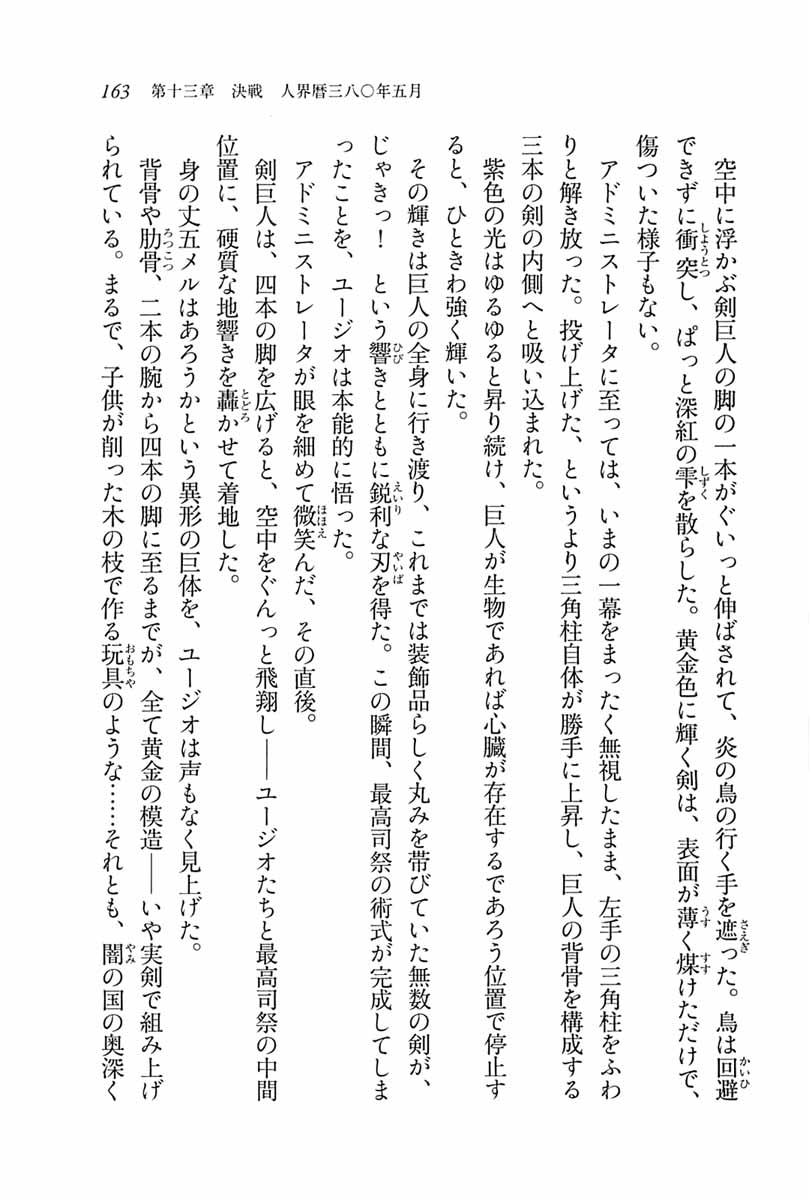 163 第十三章 決戦 人界暦三八〇年五月
　空中に浮かぶ剣巨人の脚の一本がぐいっと伸ばされて、炎の鳥の行く手を遮った。鳥は回避
できずに衝突し、ぱっと深紅の雫を散らした。黄金色に輝く剣は、表面が薄く煤けただけで、
傷ついた様子もない。
　アドミニストレータに至っては、いまの一幕をまったく無視したまま、左手の三角柱をふわ
りと解き放った。投げ上げた、というより三角柱自体が勝手に上昇し、巨人の背骨を構成する
三本の剣の内側へと吸い込まれた。
　紫色の光はゆるゆると昇り続け、巨人が生物であれば心臓が存在するであろう位置で停止す
ると、ひときわ強く輝いた。
　その輝きは巨人の全身に行き渡り、これまでは装飾品らしく丸みを帯びていた無数の剣が、
じゃきっ！　という響きとともに鋭利な刃を得た。この瞬間、最高司祭の術式が完成してしま
ったことを、ユージオは本能的に悟った。
　アドミニストレータが眼を細めて微笑んだ、その直後。
　剣巨人は、四本の脚を広げると、空中をぐんっと飛翔し――ユージオたちと最高司祭の中間
位置に、硬質な地響きを轟かせて着地した。
　身の丈五メルはあろうかという異形の巨体を、ユージオは声もなく見上げた。
　背骨や肋骨、二本の腕から四本の脚に至るまでが、全て黄金の模造――いや実剣で組み上げ
られている。まるで、子供が削った木の枝で作る玩具のような……それとも、闇の国の奥深く